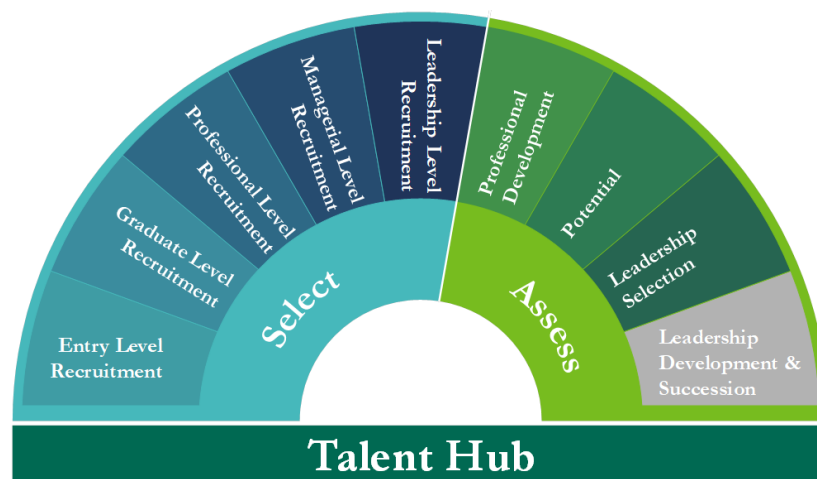 Entry Level
Recruitment
Graduate Level
Recruitment
Professional Level
Recruitment
Managerial Level
Recruitment
Leadership Level
Recruitment
Professional
Development
Potential
Leadership
Selection
Leadership
Development &
Succession
Select
Assess
Talent Hub